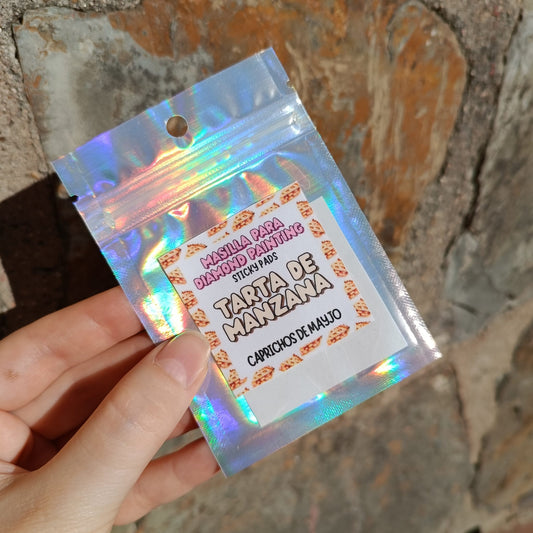 MASILLA PARA
DIAMOND PAINTING
STICKY PADS
TARTA DE
MANZANA
CAPRICHOS DE MAYJO